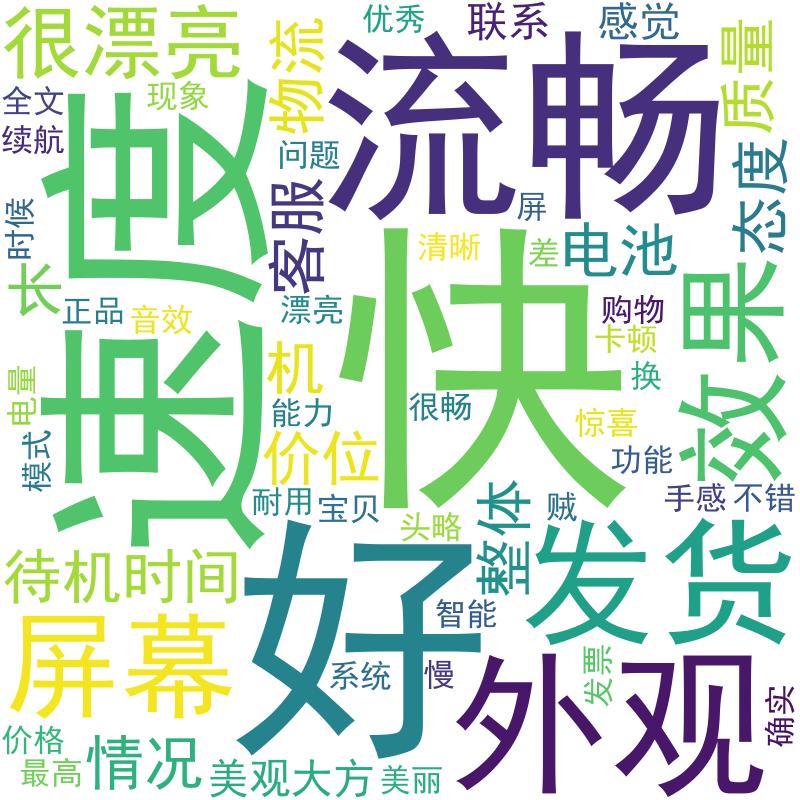 很漂亮
优秀
联系
感觉
物流
流畅
质量
全文
现象
速度
续航
问题
态度
客服
时候
屏
清晰
差
电池
长
效果
正品
音效
漂亮
快
购物
卡顿
机
换
电量
能力
很畅
惊喜
模式
价位
功能
耐用
宝贝
整体
贼
手感
不错
头略
好
发货
待机时间
智能
屏幕
外观
系统
慢
发票
确实
价格
情况
最高
美观大方
美丽